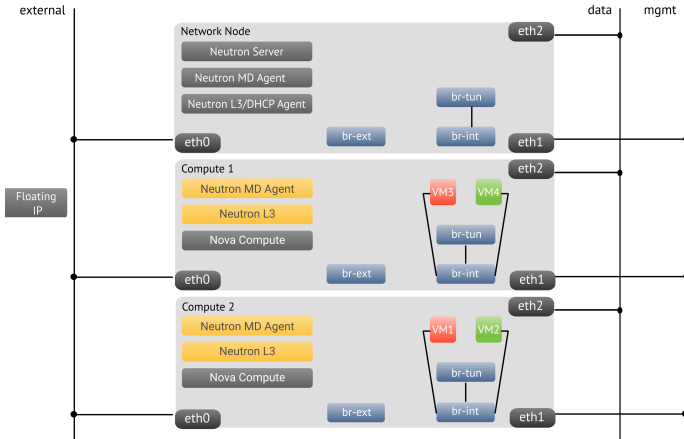 external
data
mgmt
Network Node
eth2
Neutron Server
Neutron MD Agent
Neutron L3/DHCP Agent
br-tun
br-ext
br-int
eth0
eth1
Compute 1
eth2
Neutron MD Agent
VM3
VM4
Floating
IP
Neutron L3
Nova Compute
br-tun
br-ext
br-int
eth0
eth1
Compute 2
eth2
Neutron MD Agent
VM1
VM2
Neutron L3
Nova Compute
br-tun
br-ext
br-int
eth0
eth1